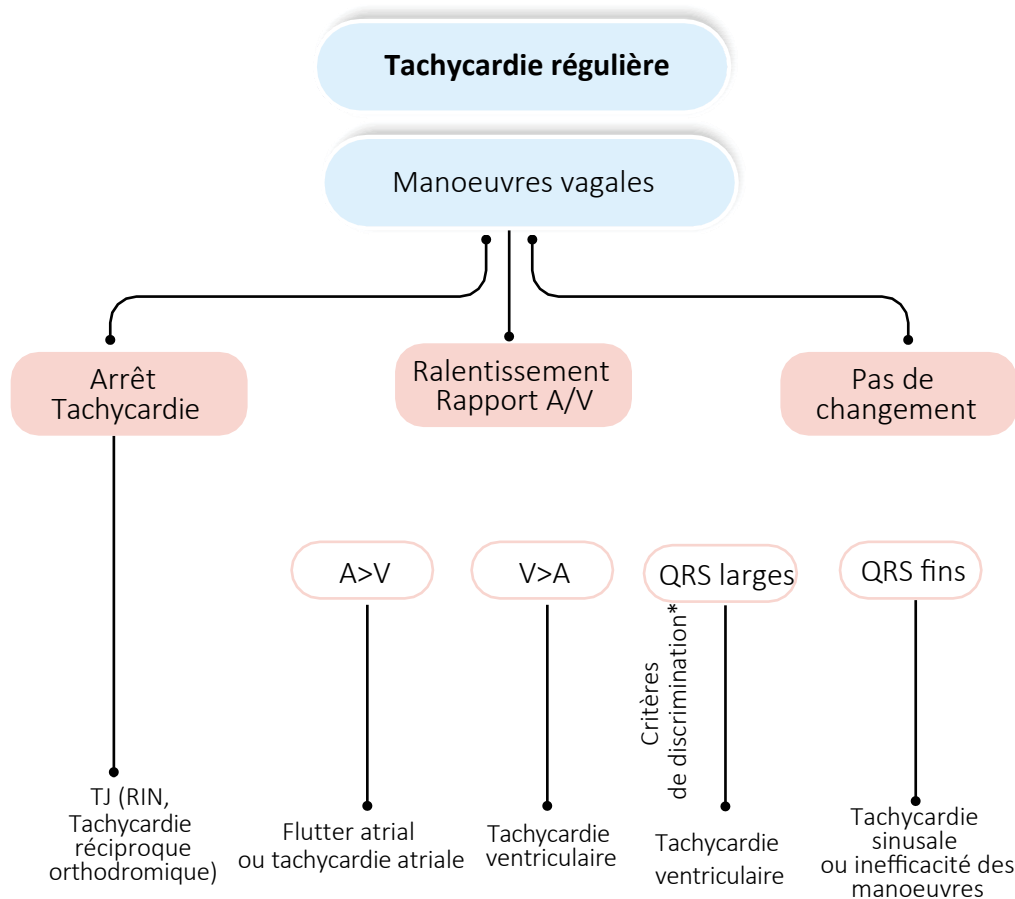 Tachycardie régulière
Manoeuvres vagales
Arrêt
Tachycardie
Ralentissement
Rapport A/V
Pas de
changement
A>V
V>A
QRS larges
QRS fins
Critères
de discrimination*
TJ (RIN,
Tachycardie
réciproque
orthodromique)
Flutter atrial
ou tachycardie atriale
Tachycardie
ventriculaire
Tachycardie
ventriculaire
Tachycardie
sinusale
ou inefficacité des
manoeuvres